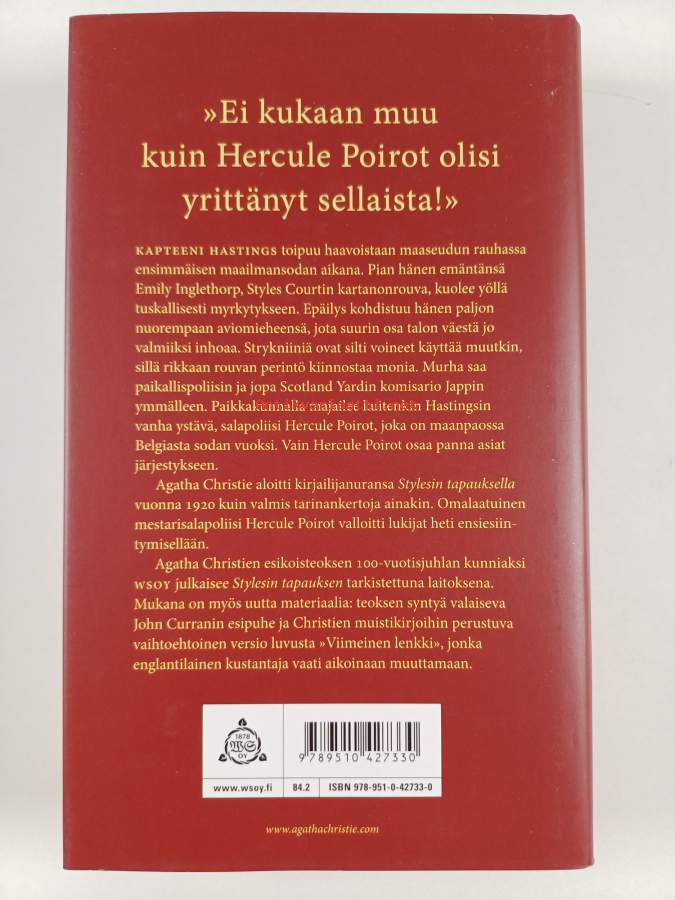 »Ei kukaan muu
kuin Hercule Poirot olisi
yrittänyt sellaista!»
KAPTEENI HASTINGS toipuu haavoistaan maaseudun rauhassa
ensimmäisen maailmansodan aikana. Pian hänen emäntänsä
Emily Inglethorp, Styles Courtin kartanonrouva, kuolee yöllä
tuskallisesti myrkytykseen. Epäilys kohdistuu hänen paljon
nuorempaan aviomieheensä, jota suurin osa talon väestä jo
valmiiksi inhoaa. Strykniiniä ovat silti voineet käyttää muutkin,
sillä rikkaan rouvan perintö kiinnostaa monia. Murha saa
paikallispoliisin ja jopa Scotland Yardin komisario Jappin
ymmälleen. Paikkakunnalla majailee kuitenkin Hastingsin
vanha ystävä, salapoliisi Hercule Poirot, joka on maanpaossa
Belgiasta sodan vuoksi. Vain Hercule Poirot osaa panna asiat
järjestykseen.
Agatha Christie aloitti kirjailijanuransa Stylesin tapauksella
vuonna 1920 kuin valmis tarinankertoja ainakin. Omalaatuinen
mestarisalapoliisi Hercule Poirot valloitti lukijat heti ensiesiin-
tymisellään.
Agatha Christien esikoisteoksen 100-vuotisjuhlan kunniaksi
WSOY julkaisee Stylesin tapauksen tarkistettuna laitoksena.
Mukana on myös uutta materiaalia: teoksen syntyä valaiseva
John Curranin esipuhe ja Christien muistikirjoihin perustuva
vaihtoehtoinen versio luvusta »Viimeinen lenkki», jonka
englantilainen kustantaja vaati aikoinaan muuttamaan.
1878
WS
OY
9 789510 427330
www.wsoy.fi 84.2 ISBN 978-951-0-42733-0
www.agathachristie.com